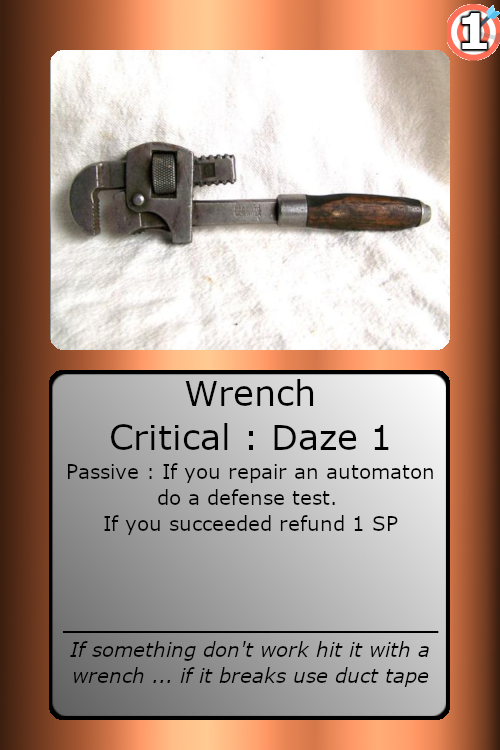 1
Wrench
Critical : Daze 1
Passive : If you repair an automaton
do a defense test.
If you succeeded refund 1 SP
If something don't work hit it with a
wrench ... if it breaks use duct tape